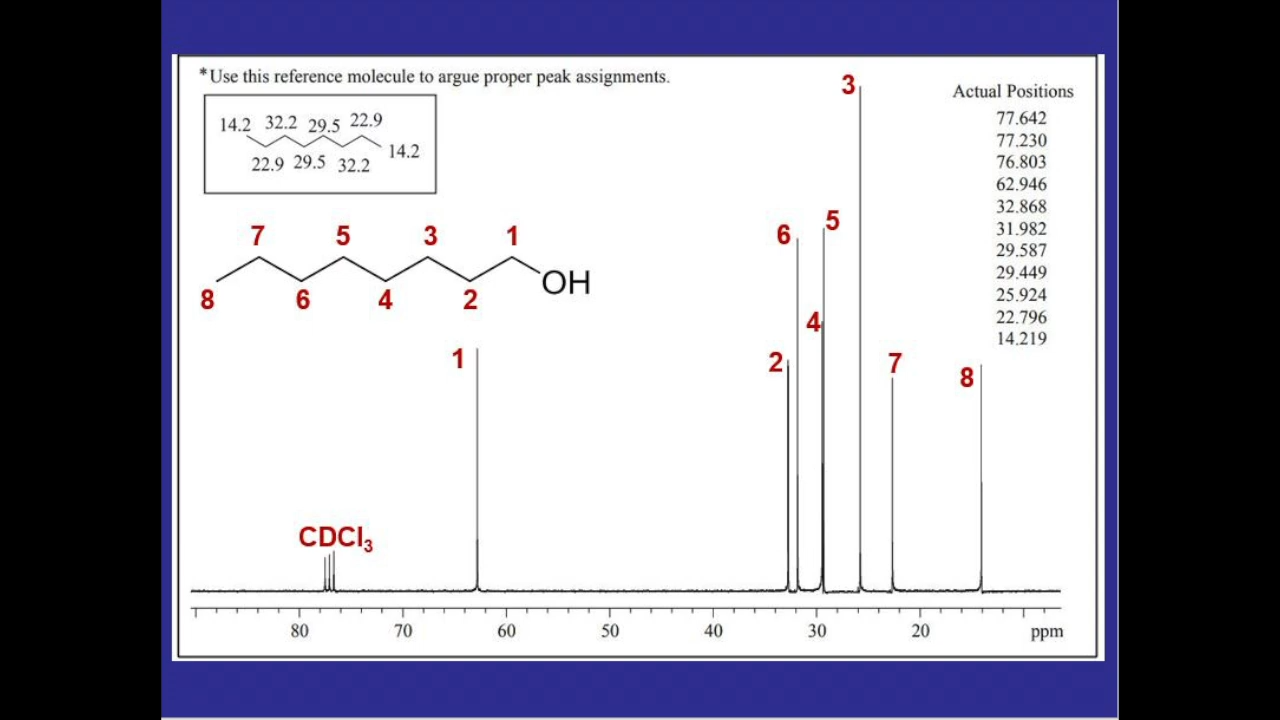 *Use this reference molecule to argue proper peak assignments.
14.2 32.2 29.5 22.9
22.9 29.5 32.2 14.2
7 5 3 1
OH
8 6 4 2
3
Actual Positions
77.642
77.230
76.803
62.946
32.868
31.982
29.587
29.449
25.924
22.796
14.219
6 5
4
1 2 7 8
CDCl₃
80 70 60 50 40 30 20 ppm